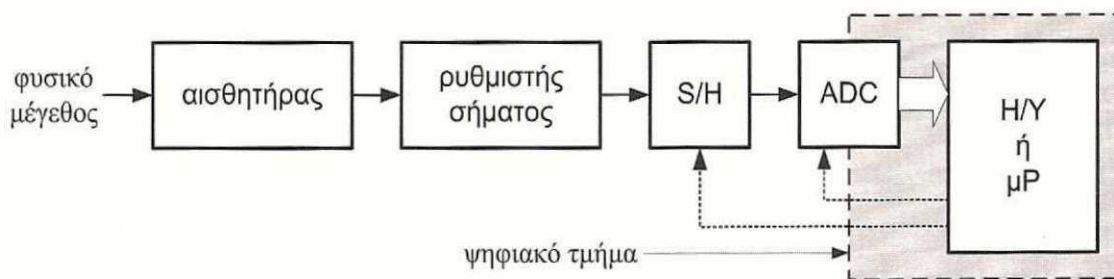 φυσικό
μέγεθος
αισθητήρας
ρυθμιστής
σήματος
S/H
ADC
Η/Υ
ή
μP
ψηφιακό τμήμα